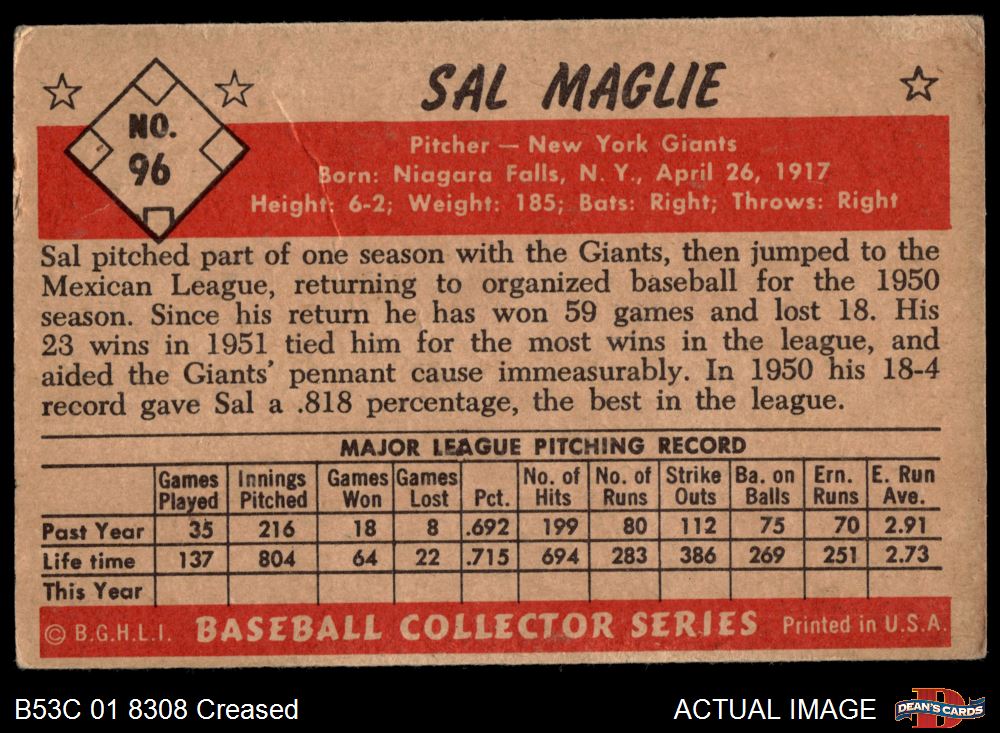 SAL MAGLIE
NO.
96
Pitcher — New York Giants
Born: Niagara Falls, N. Y., April 26, 1917
Height: 6-2; Weight: 185; Bats: Right; Throws: Right
Sal pitched part of one season with the Giants, then jumped to the
Mexican League, returning to organized baseball for the 1950
season. Since his return he has won 59 games and lost 18. His
23 wins in 1951 tied him for the most wins in the league, and
aided the Giants' pennant cause immeasurably. In 1950 his 18-4
record gave Sal a .818 percentage, the best in the league.
MAJOR LEAGUE PITCHING RECORD
Games Innings Games Games No. of No. of Strike Ba. on Ern. E. Run
Played Pitched Won Lost Pct. Hits Runs Outs Balls Runs Ave.
Past Year 35 216 18 8 .692 199 80 112 75 70 2.91
Life time 137 804 64 22 .715 694 283 386 269 251 2.73
This Year
© B.G.H.L.I. BASEBALL COLLECTOR SERIES Printed in U.S.A.
B53C 01 8308 Creased ACTUAL IMAGE DEAN'S CARDS